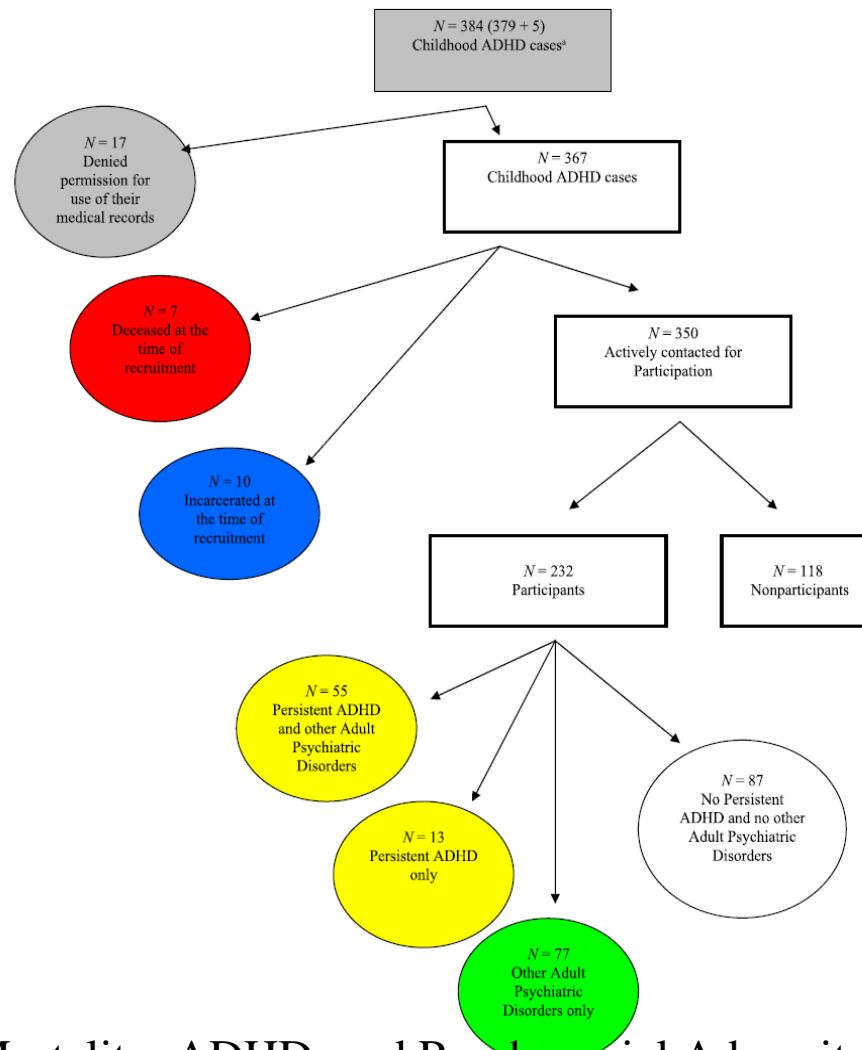 N = 384 (379 + 5)
Childhood ADHD casesᵃ
N = 17
Denied
permission for
use of their
medical records
N = 367
Childhood ADHD cases
N = 7
Deceased at the
time of
recruitment
N = 350
Actively contacted for
Participation
N = 10
Incarcerated at
the time of
recruitment
N = 232
Participants
N = 118
Nonparticipants
N = 55
Persistent ADHD
and other Adult
Psychiatric
Disorders
N = 13
Persistent ADHD
only
N = 87
No Persistent
ADHD and no other
Adult Psychiatric
Disorders
N = 77
Other Adult
Psychiatric
Disorders only
ADHD